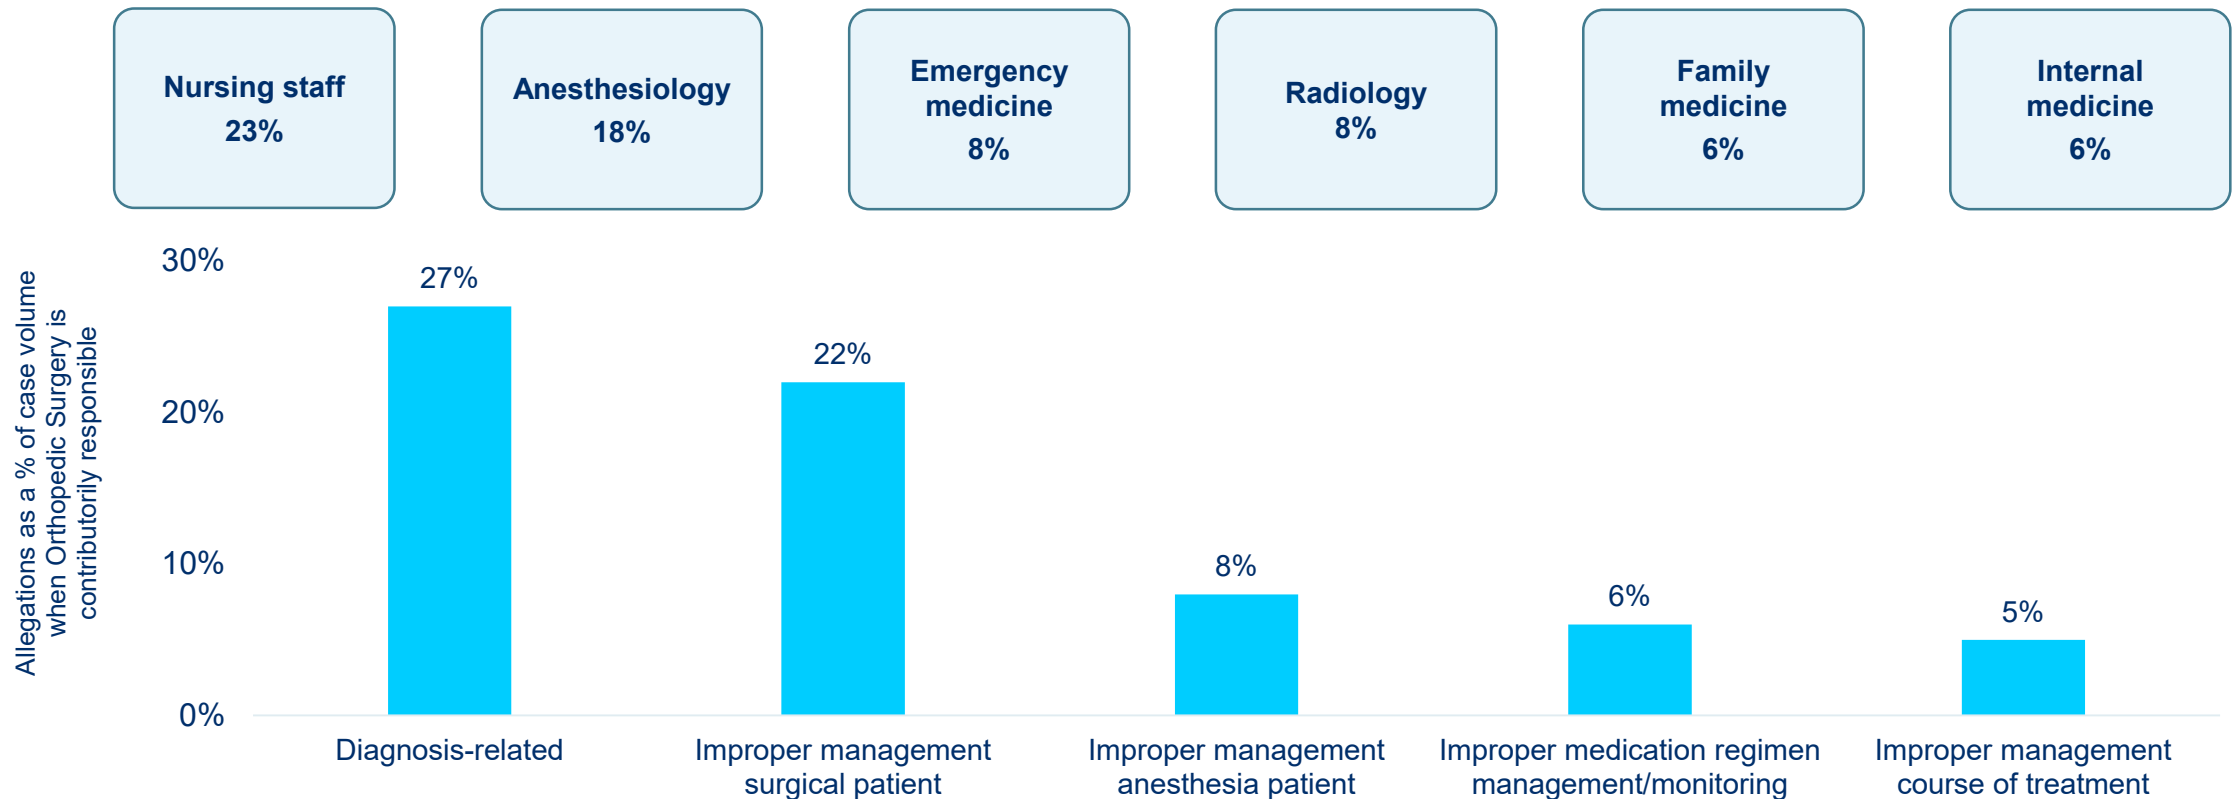 Nursing staff
23%
Anesthesiology
18%
Emergency
medicine
8%
Radiology
8%
Family
medicine
6%
Internal
medicine
6%
Allegations as a % of case volume
when Orthopedic Surgery is
contributorily responsible
30%
20%
10%
0%
27%
22%
8%
6%
5%
Diagnosis-related
Improper management
surgical patient
Improper management
anesthesia patient
Improper medication regimen
management/monitoring
Improper management
course of treatment